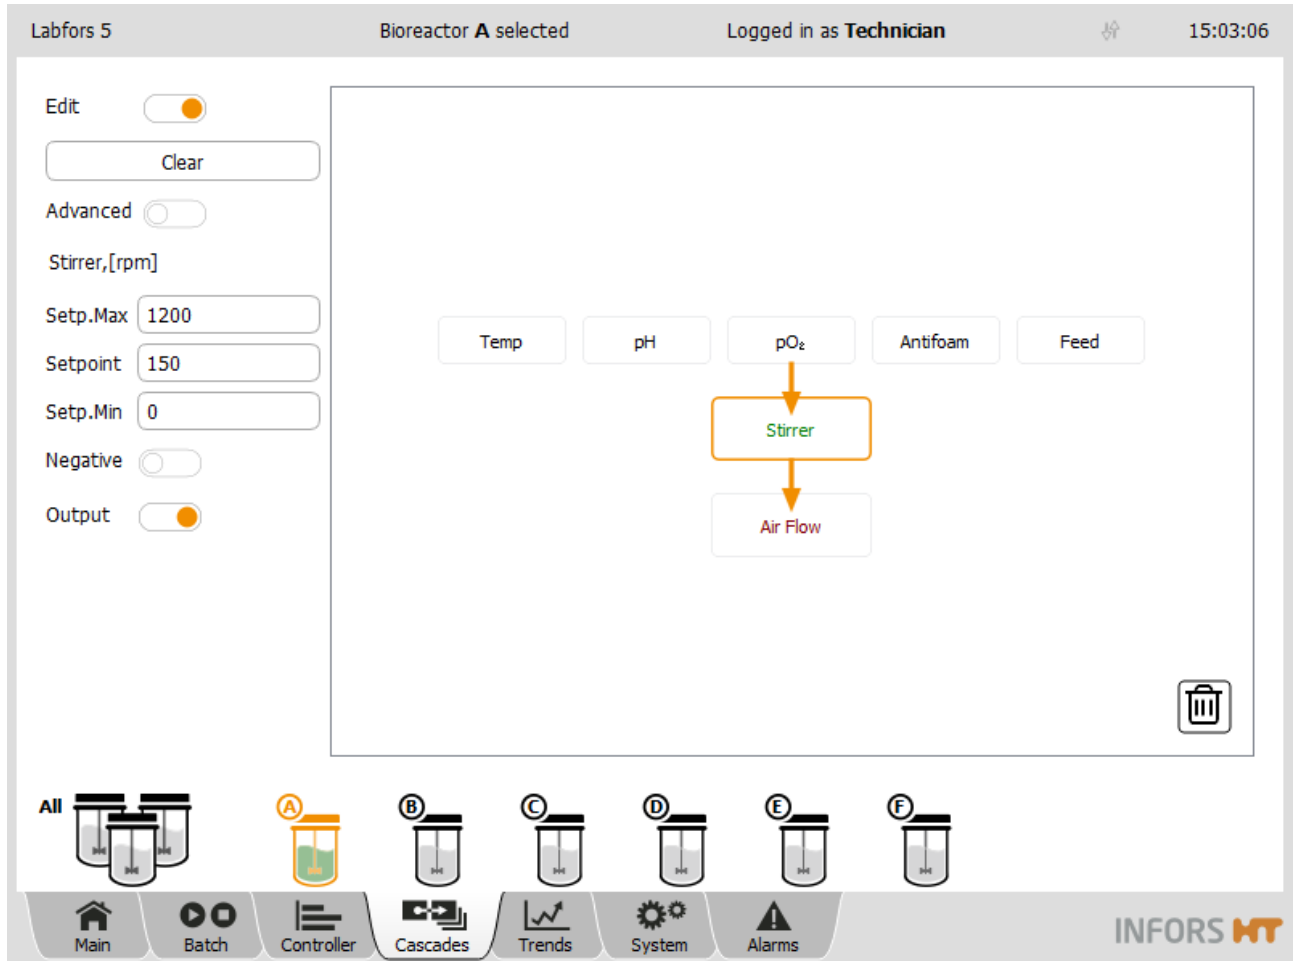 Labfors 5 Bioreactor A selected Logged in as Technician 15:03:06
Edit
Clear
Advanced
Stirrer,[rpm]
Setp.Max 1200
Setpoint 150
Setp.Min 0
Negative
Output
Temp pH pO₂ Antifoam Feed
Stirrer
Air Flow
All A B C D E F
Main Batch Controller Cascades Trends System Alarms
INFORS HT